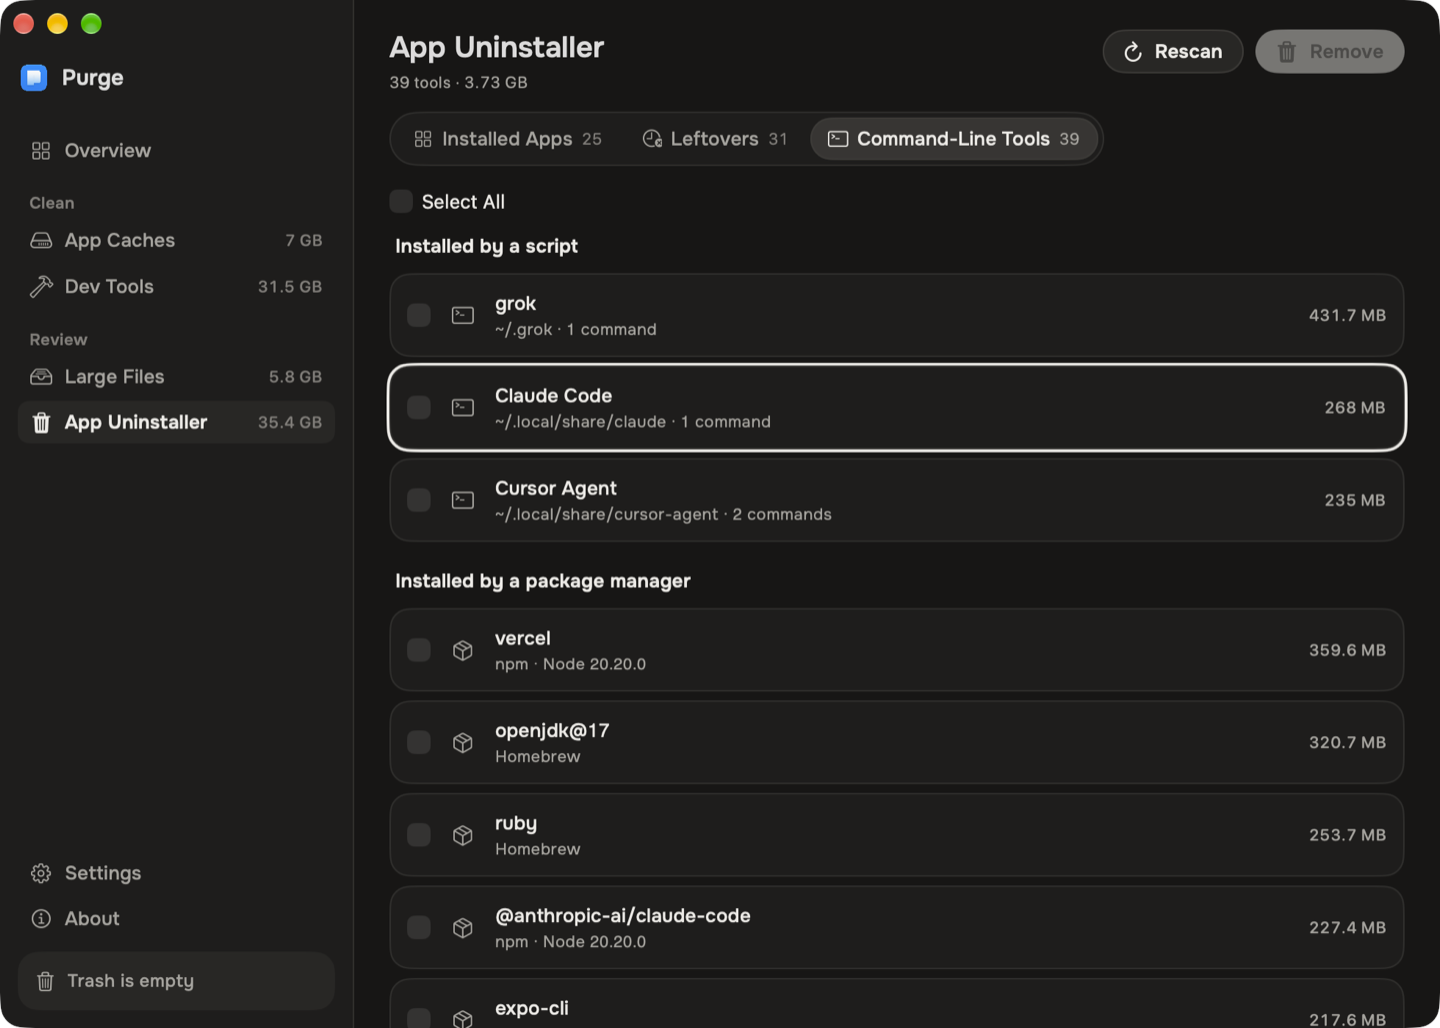 Purge
Overview
Clean
App Caches 7 GB
Dev Tools 31.5 GB
Review
Large Files 5.8 GB
App Uninstaller 35.4 GB
Settings
About
Trash is empty
App Uninstaller
39 tools · 3.73 GB
Rescan
Remove
Installed Apps 25
Leftovers 31
Command-Line Tools 39
Select All
Installed by a script
grok
~/.grok · 1 command
431.7 MB
Claude Code
~/.local/share/claude · 1 command
268 MB
Cursor Agent
~/.local/share/cursor-agent · 2 commands
235 MB
Installed by a package manager
vercel
npm · Node 20.20.0
359.6 MB
openjdk@17
Homebrew
320.7 MB
ruby
Homebrew
253.7 MB
@anthropic-ai/claude-code
npm · Node 20.20.0
227.4 MB
expo-cli
217.6 MB